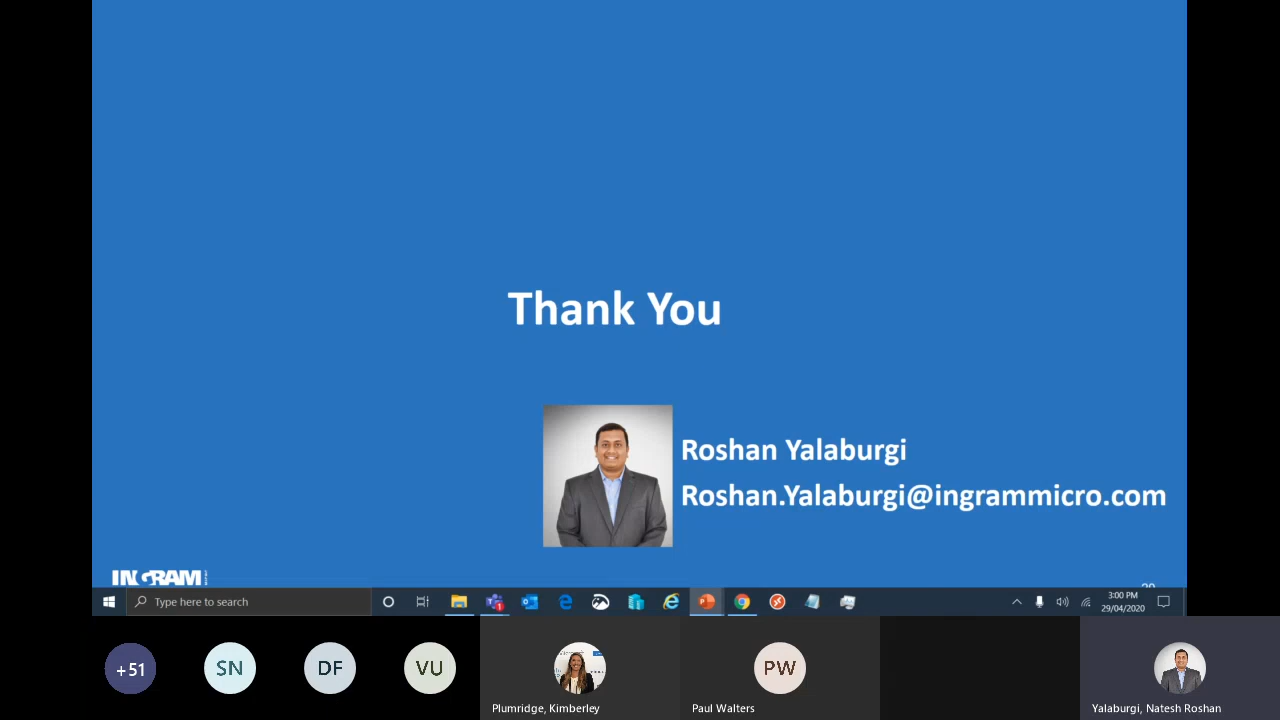 Thank You
Roshan Yalaburgi
Roshan.Yalaburgi@ingrammicro.com
INGRAM
Type here to search
1
3:00 PM
29/04/2020
+51
SN
DF
VU
PW
Plumridge, Kimberley
Paul Walters
Yalaburgi, Natesh Roshan